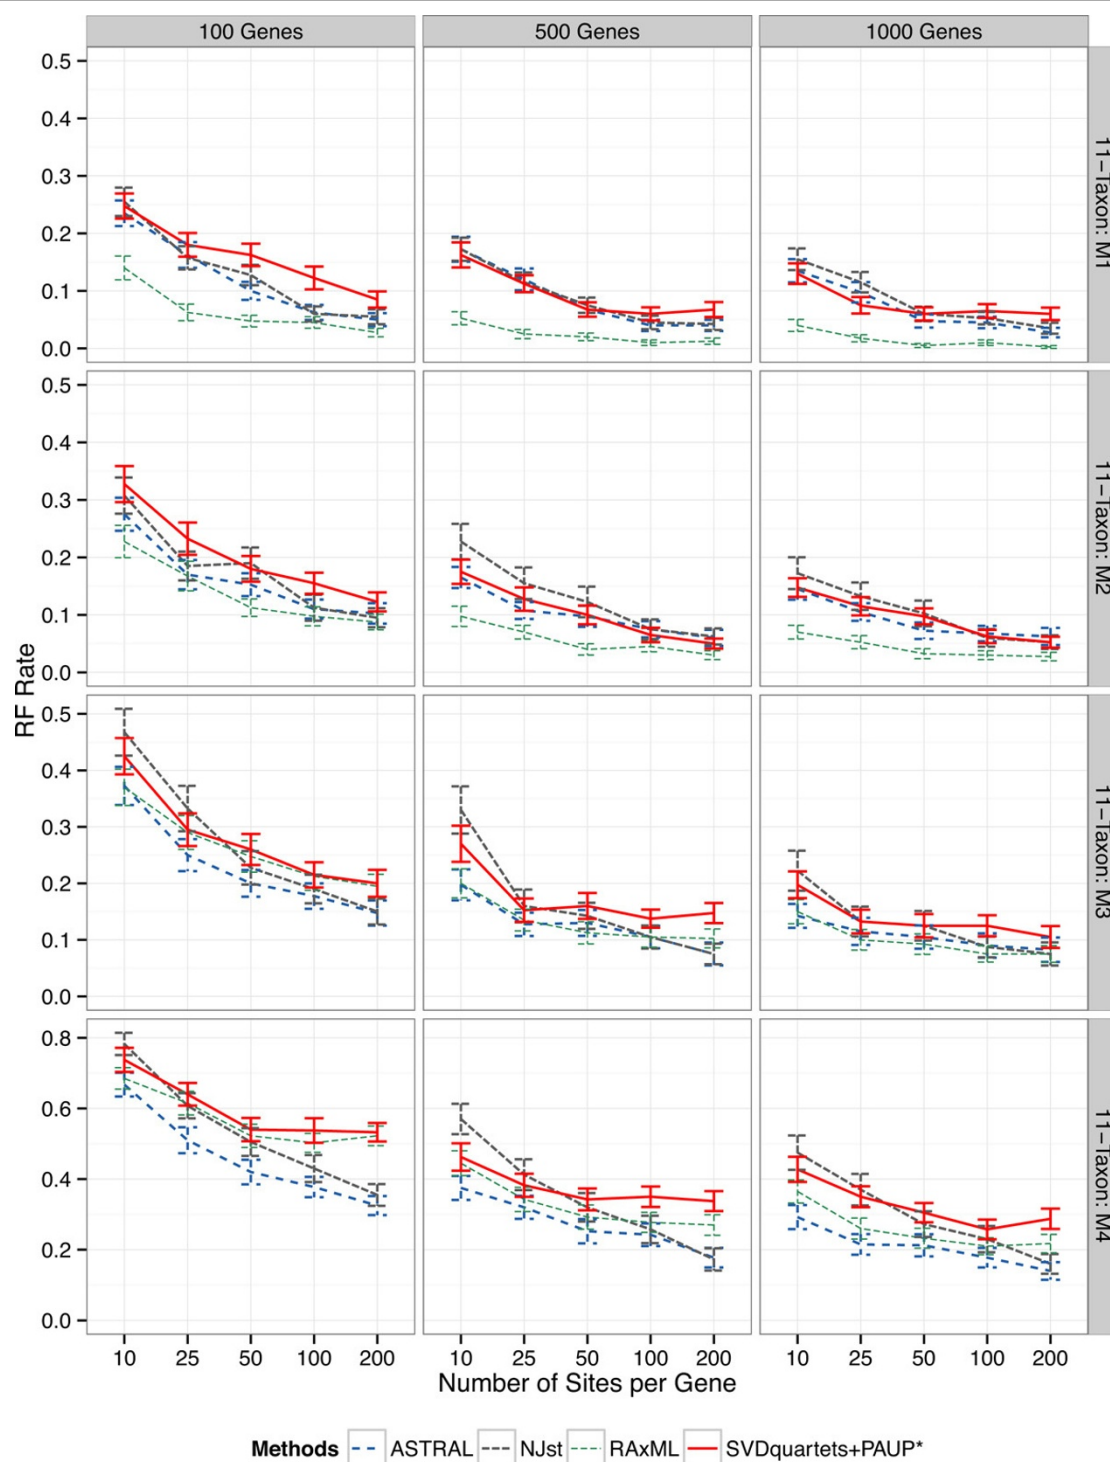 100 Genes 500 Genes 1000 Genes
0.5
0.4
0.3
0.2
0.1
0.0
11-Taxon: M1
0.5
0.4
0.3
0.2
0.1
0.0
11-Taxon: M2
0.5
0.4
0.3
0.2
0.1
0.0
11-Taxon: M3
0.8
0.6
0.4
0.2
0.0
11-Taxon: M4
RF Rate
10 25 50 100 200 10 25 50 100 200 10 25 50 100 200
Number of Sites per Gene
Methods ASTRAL NJst RAxML SVDquartets+PAUP*